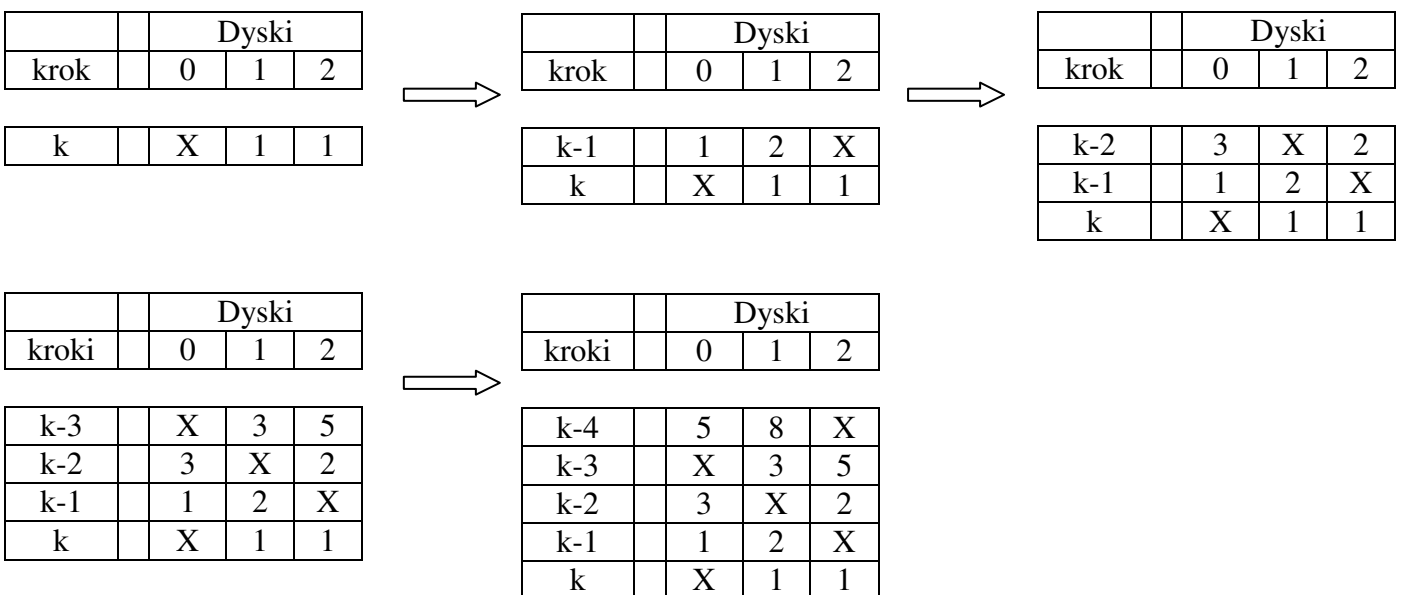 Dyski
krok 0 1 2
k X 1 1
Dyski
krok 0 1 2
k-1 1 2 X
k X 1 1
Dyski
krok 0 1 2
k-2 3 X 2
k-1 1 2 X
k X 1 1
Dyski
kroki 0 1 2
k-3 X 3 5
k-2 3 X 2
k-1 1 2 X
k X 1 1
Dyski
kroki 0 1 2
k-4 5 8 X
k-3 X 3 5
k-2 3 X 2
k-1 1 2 X
k X 1 1